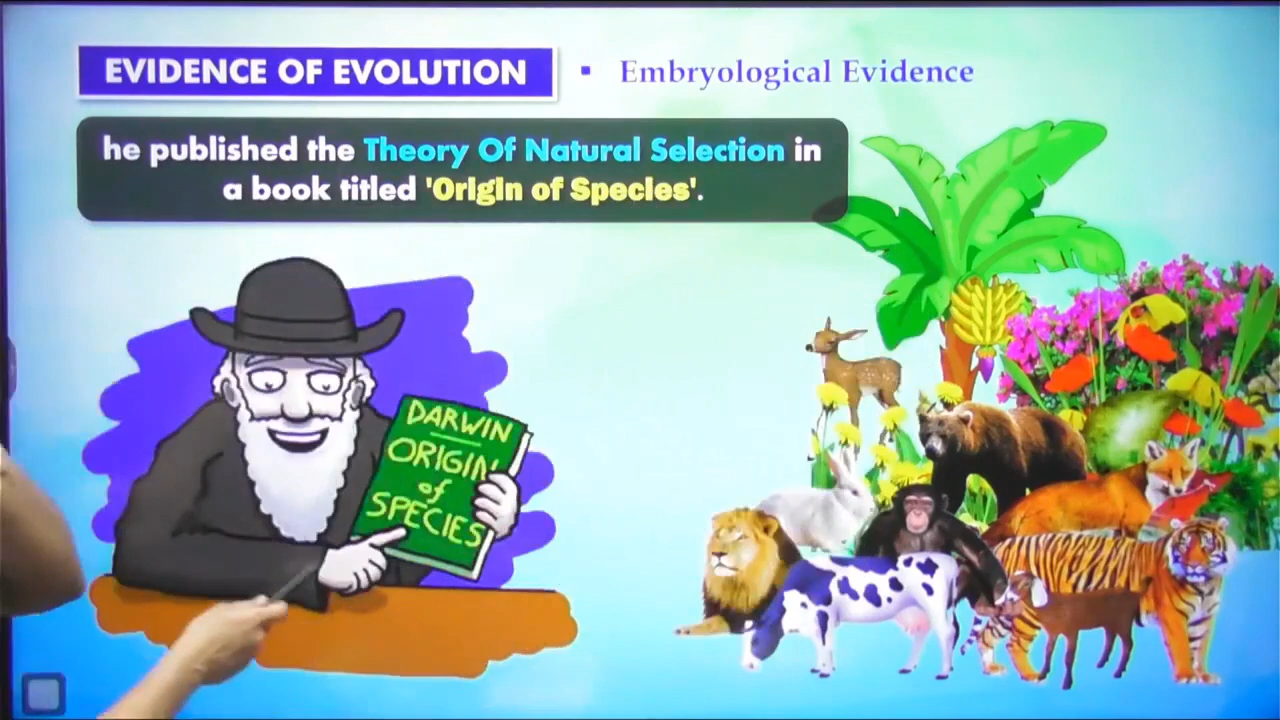 EVIDENCE OF EVOLUTION
▪ Embryological Evidence
he published the Theory Of Natural Selection in
a book titled 'Origin of Species'.
DARWIN
ORIGIN
of
SPECIES